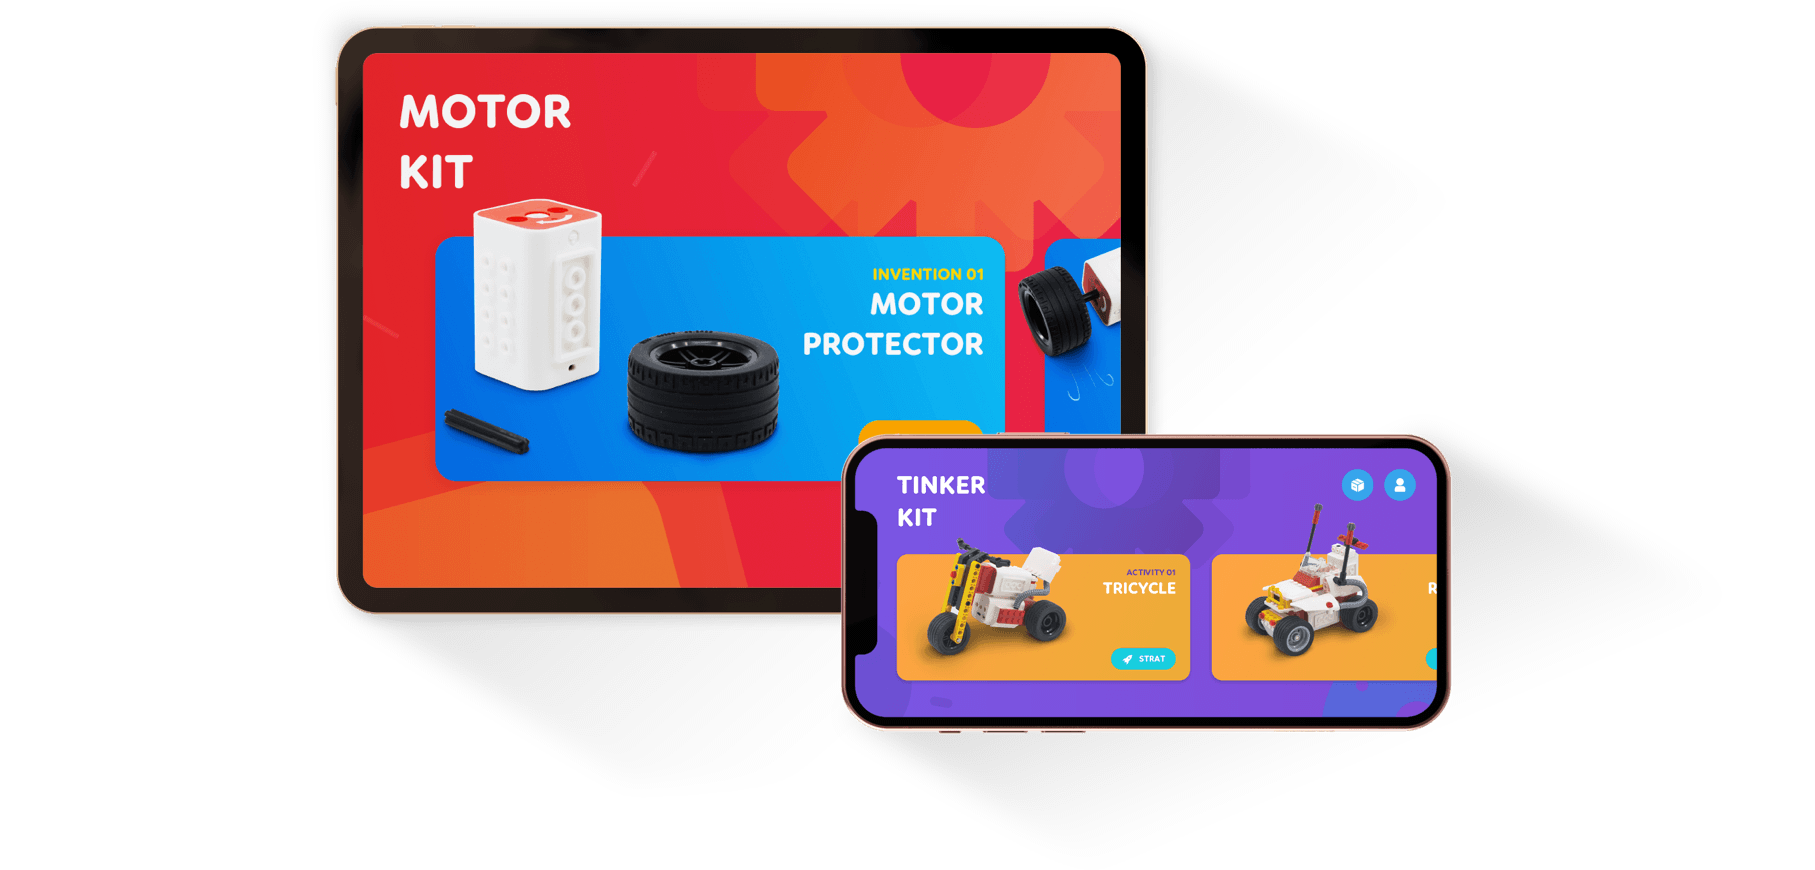 MOTOR
KIT
INVENTION 01
MOTOR
PROTECTOR
TINKER
KIT
ACTIVITY 01
TRICYCLE
STRAT
R